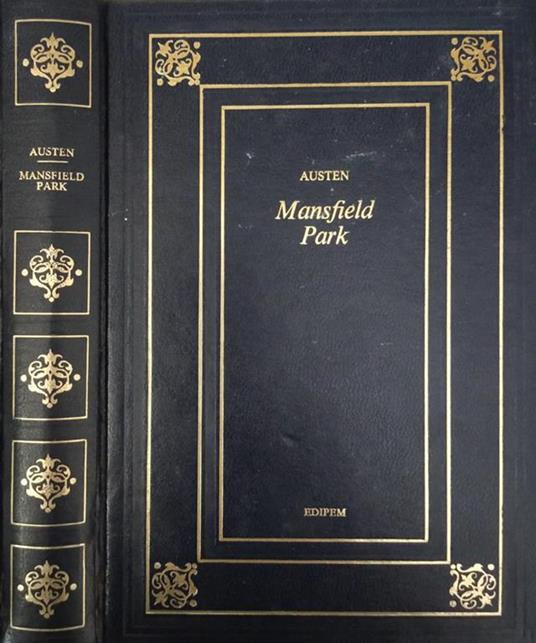 AUSTEN
MANSFIELD
PARK
AUSTEN
Mansfield
Park
EDIPEM